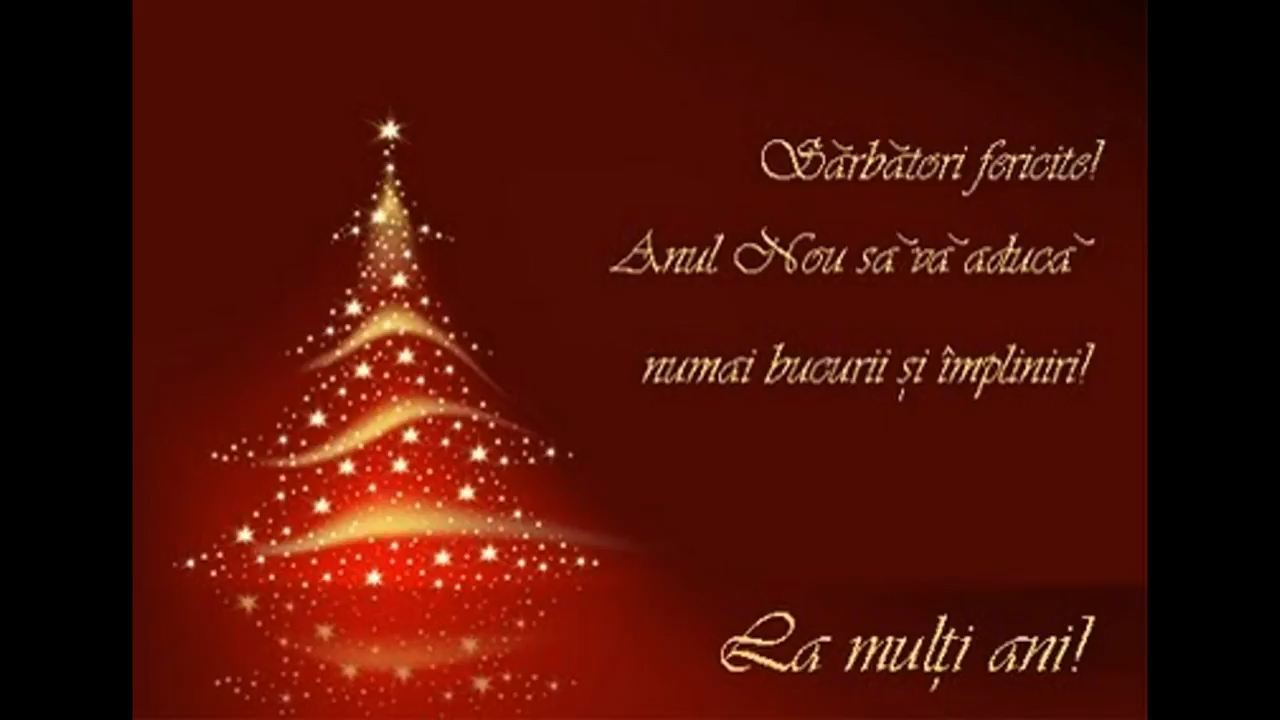 Sărbători fericite!
Anul Nou să vă aducă
numai bucurii și împliniri!
La mulți ani!